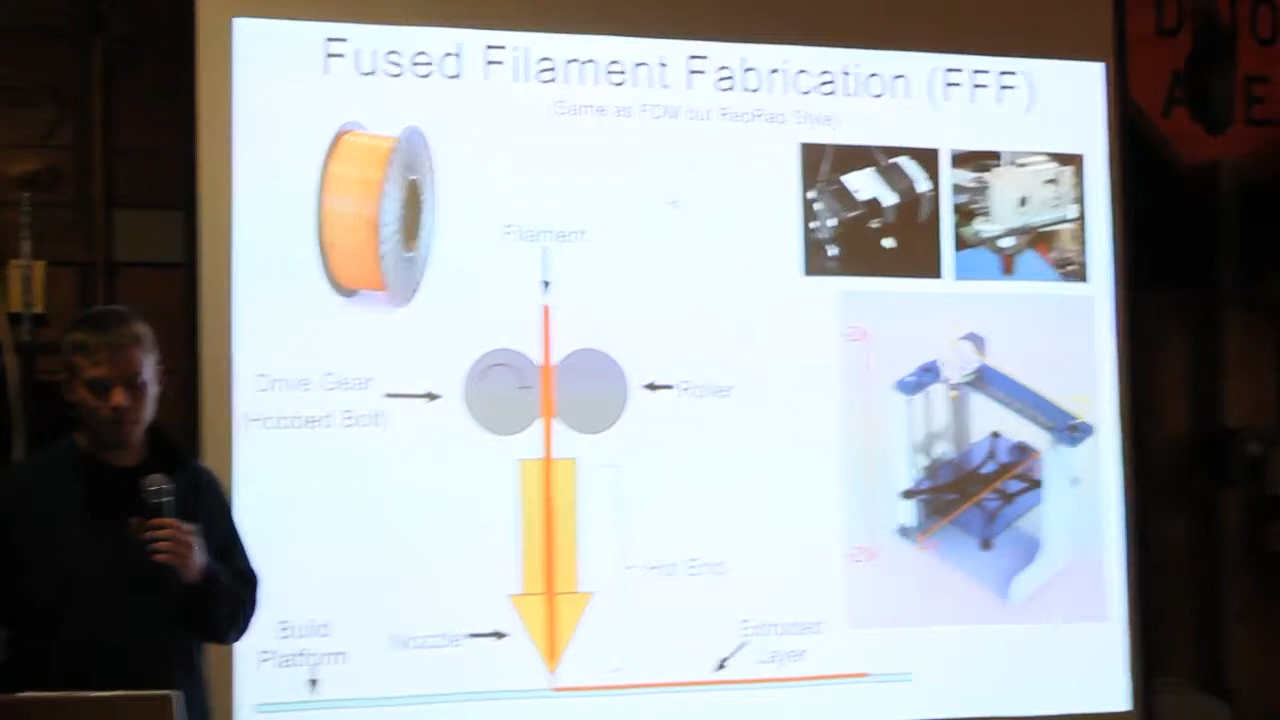 Fused Filament Fabrication (FFF)
(Same as FDM but RepRap Style)
Filament
Drive Gear
(Hobbed Bolt)
Roller
Hot End
Nozzle
Build
Platform
Extruded
Layer